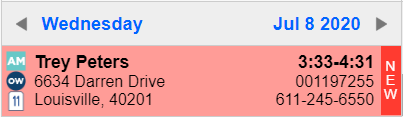 Wednesday Jul 8 2020
AM Trey Peters 3:33-4:31
OW 6634 Darren Drive 001197255
11 Louisville, 40201 611-245-6550
NEW